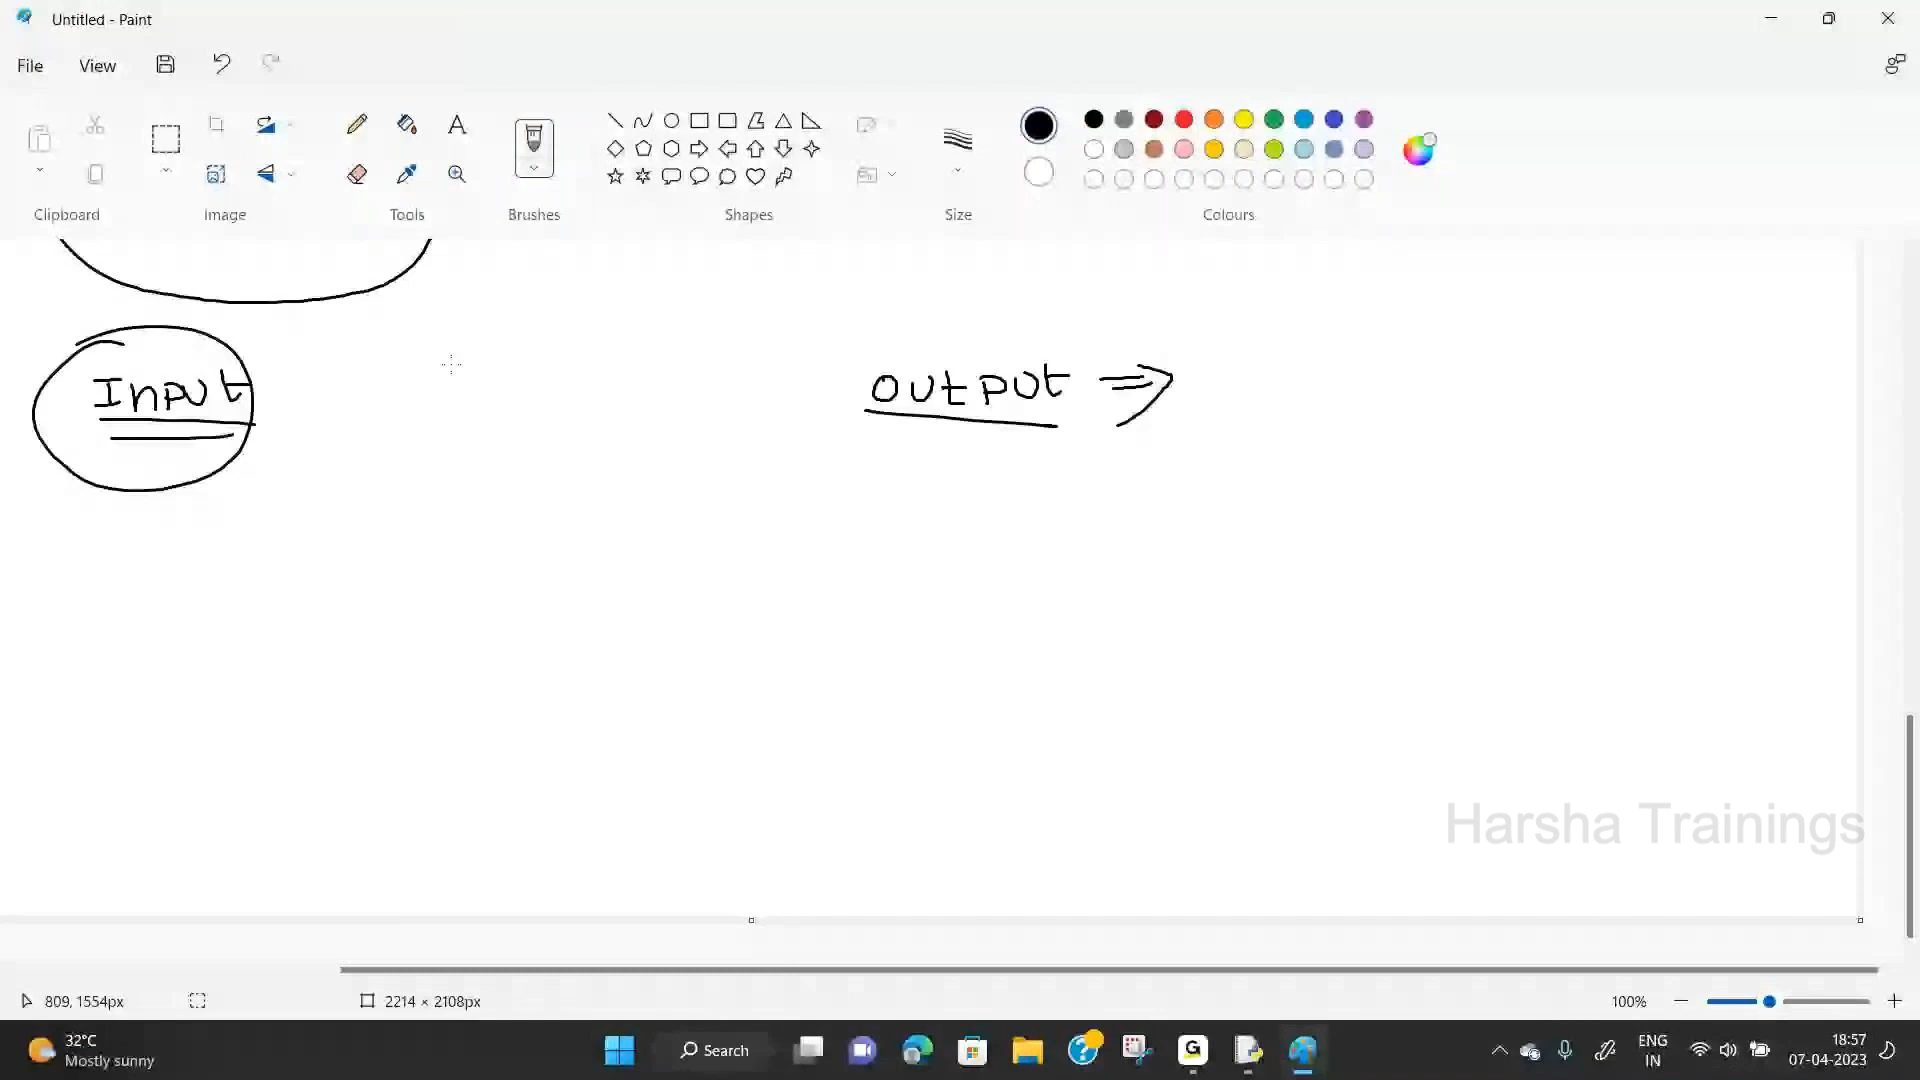 Untitled - Paint
File View
Clipboard Image Tools Brushes Shapes Size Colours
Input
output ⇒
Harsha Trainings
809, 1554px 2214 × 2108px 100%
32°C
Mostly sunny
Search
ENG
IN
18:57
07-04-2023